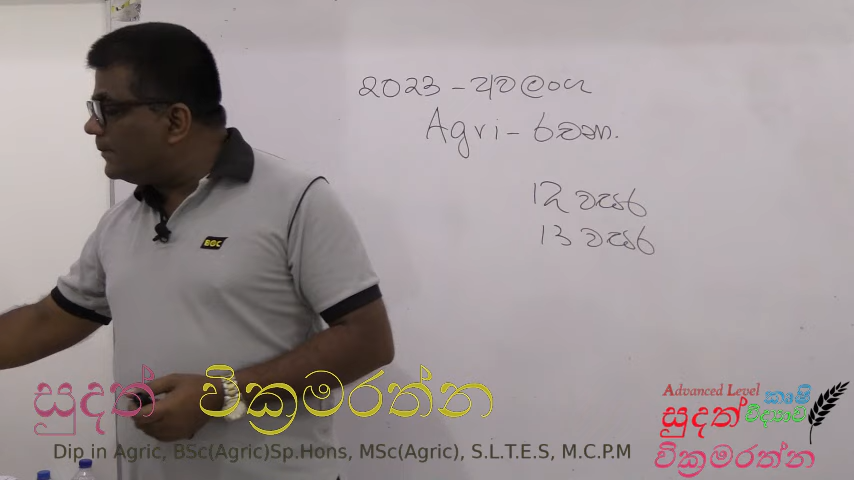 2023 - අවලංග
Agri - රචනා.
12 වසර
13 වසර
BGC
සුදත් වික්‍රමරත්න
Dip in Agric, BSc(Agric)Sp.Hons, MSc(Agric), S.L.T.E.S, M.C.P.M
Advanced Level
කෘෂි
සුදත් විද්‍යාව
වික්‍රමරත්න